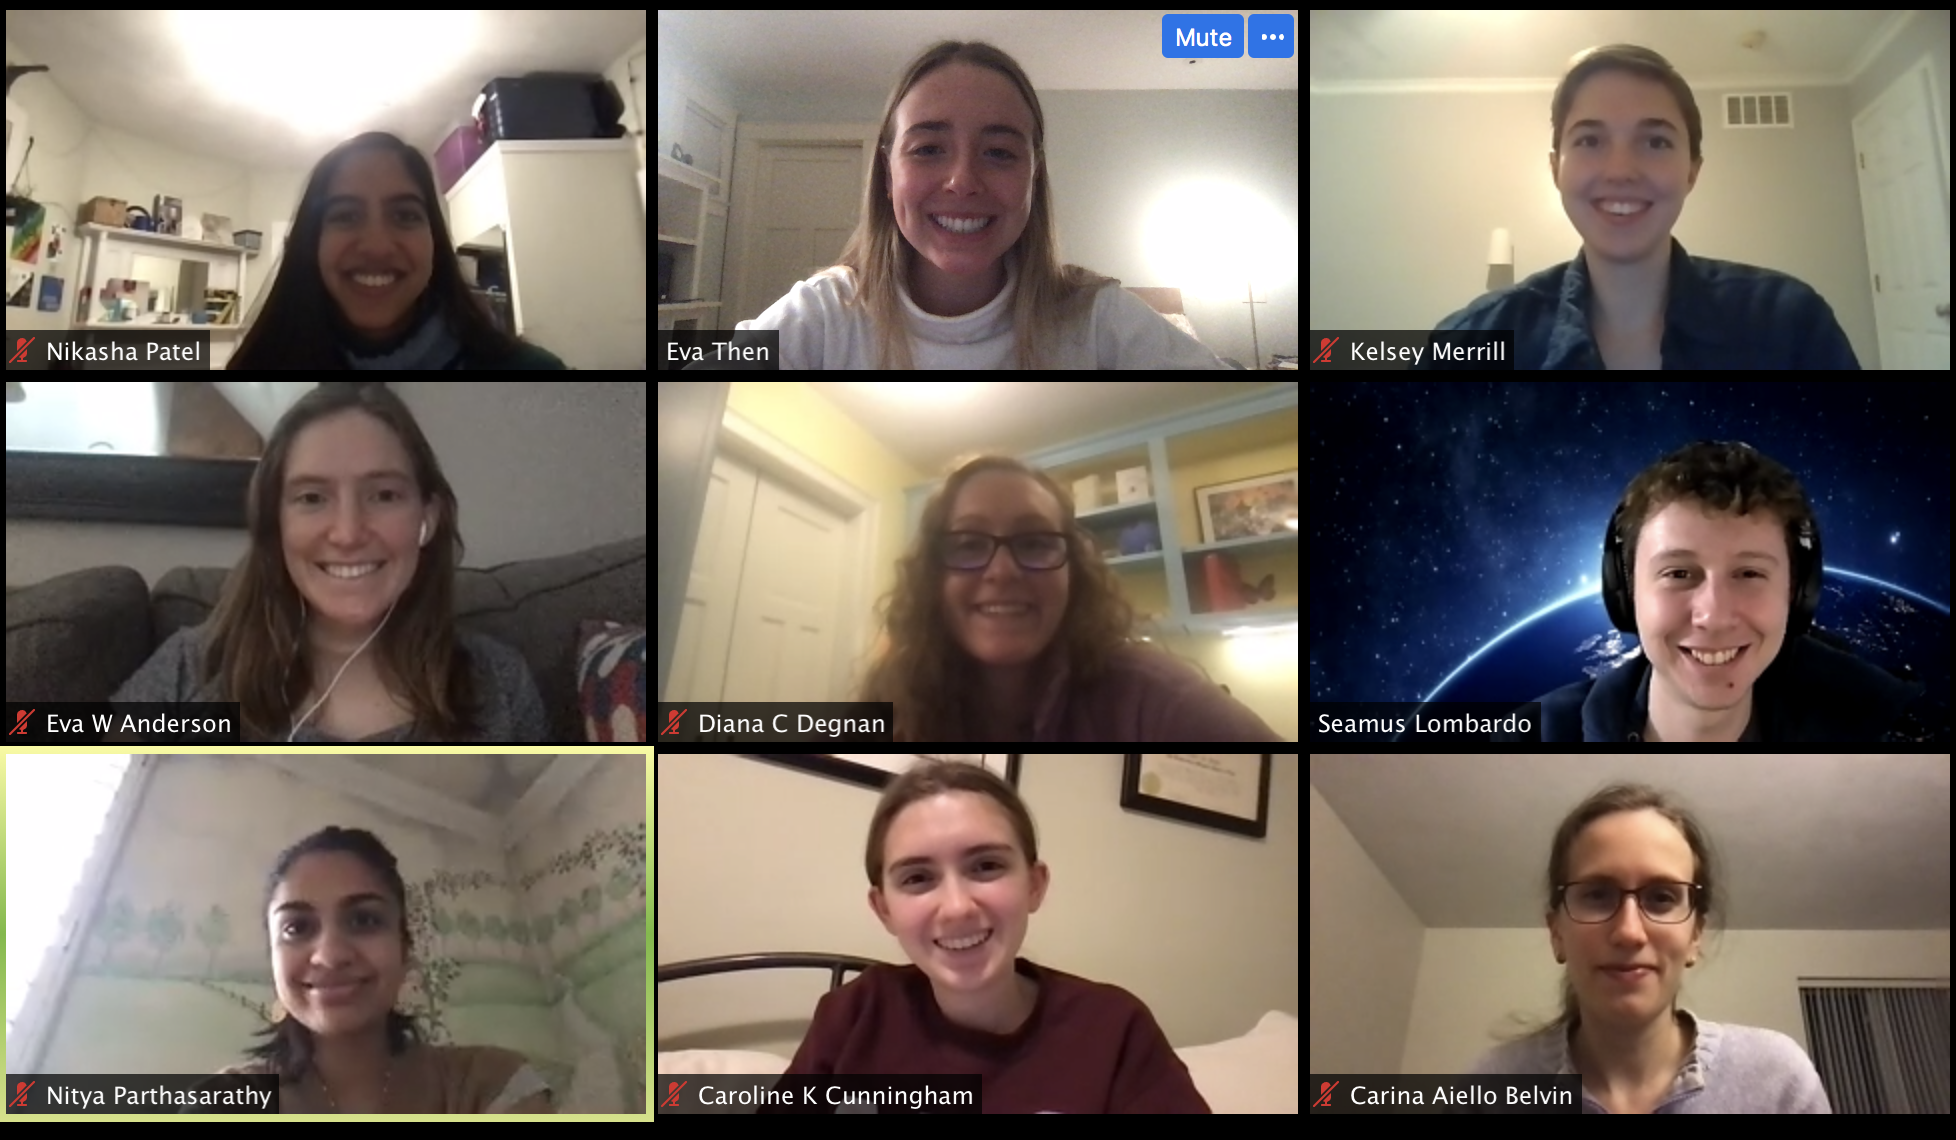 Mute
Nikasha Patel
Eva Then
Kelsey Merrill
Eva W Anderson
Diana C Degnan
Seamus Lombardo
Nitya Parthasarathy
Caroline K Cunningham
Carina Aiello Belvin